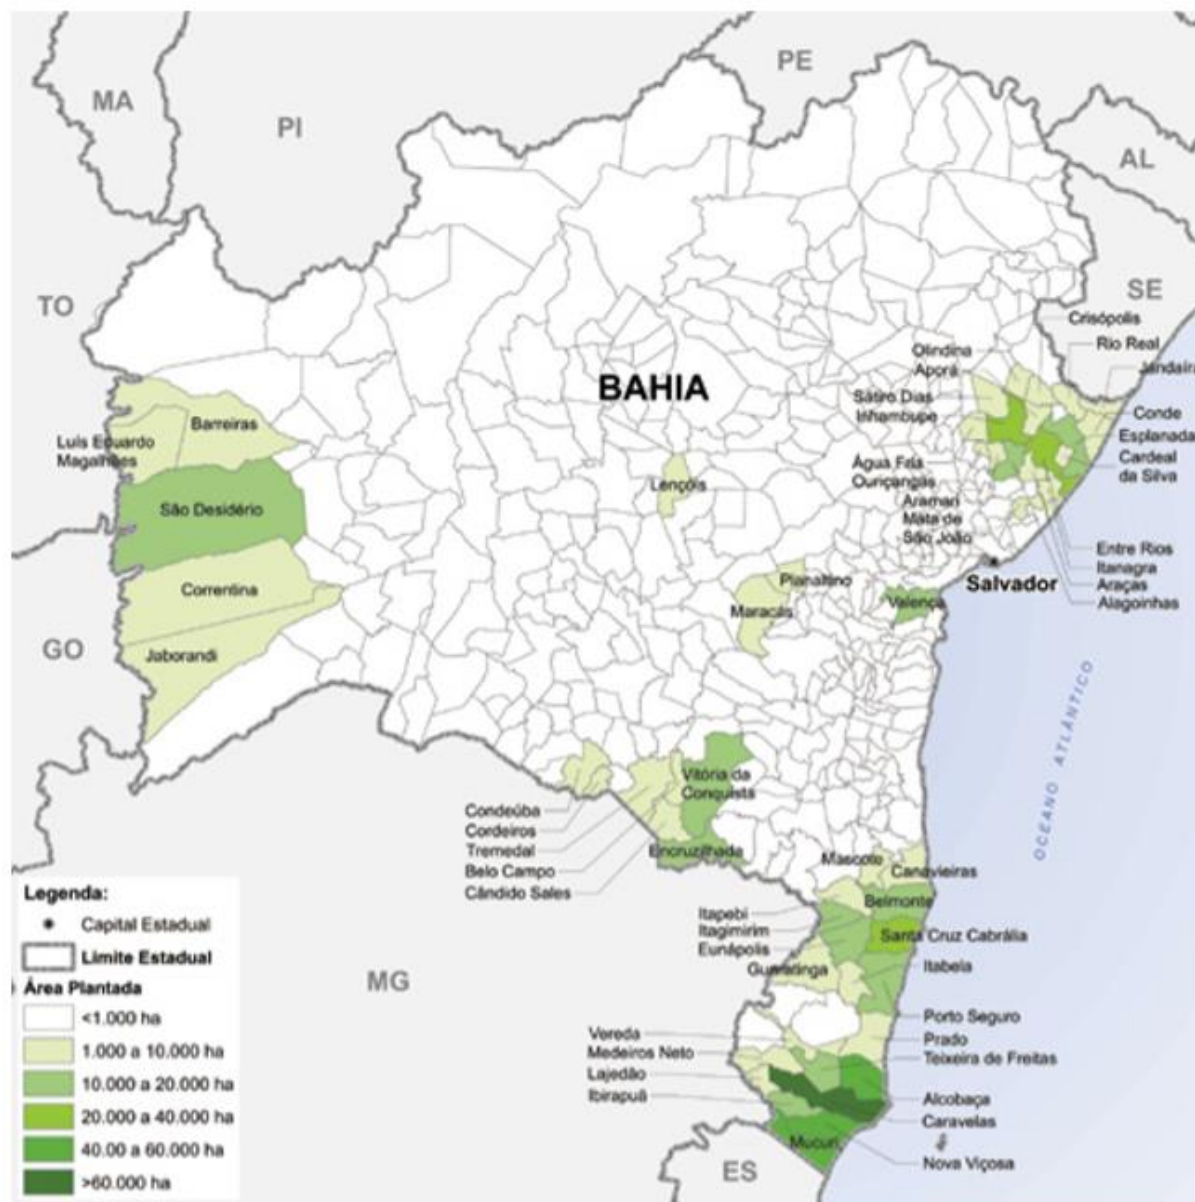 PE
MA
PI
AL
TO
SE
Crisópolis
Rio Real
Jandaíra
Olindina
Aporá
BAHIA
Sátiro Dias
Inhambupe
Conde
Esplanada
Cardeal
da Silva
Barreiras
Luís Eduardo
Magalhães
Água Fria
Ouriçangas
Aramari
Mata de
São João
Lençóis
São Desidério
Entre Rios
Itanagra
Araças
Alagoinhas
Salvador
Correntina
Planaltino
Maracás
Valença
GO
Jaborandi
OCEANO ATLÂNTICO
Vitória da
Conquista
Condeúba
Cordeiros
Tremedal
Belo Campo
Cândido Sales
Encruzilhada
Mascote
Canavieiras
Belmonte
Itapebi
Itagimirim
Eunápolis
Santa Cruz Cabrália
Guaratinga
Itabela
MG
Porto Seguro
Prado
Teixeira de Freitas
Vereda
Medeiros Neto
Lajedão
Ibirapuã
Alcobaça
Caravelas
Mucuri
Nova Viçosa
ES
Legenda:
Capital Estadual
Limite Estadual
Área Plantada
<1.000 ha
1.000 a 10.000 ha
10.000 a 20.000 ha
20.000 a 40.000 ha
40.00 a 60.000 ha
>60.000 ha